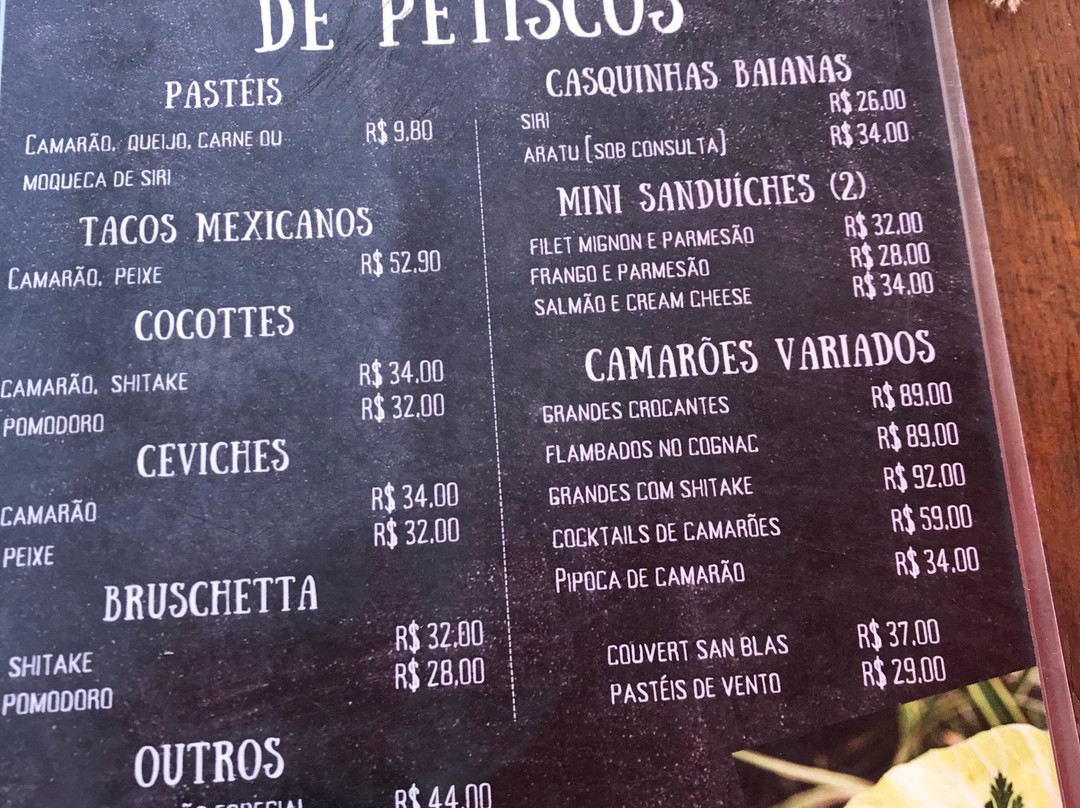 DE PETISCOS
PASTÉIS
CAMARÃO, QUEIJO, CARNE OU R$ 9,80
MOQUECA DE SIRI
TACOS MEXICANOS
CAMARÃO, PEIXE R$ 52,90
COCOTTES
CAMARÃO, SHITAKE R$ 34,00
POMODORO R$ 32,00
CEVICHES
CAMARÃO R$ 34,00
PEIXE R$ 32,00
BRUSCHETTA
SHITAKE R$ 32,00
POMODORO R$ 28,00
OUTROS
ESPECIAL R$ 44,00
CASQUINHAS BAIANAS
SIRI R$ 26,00
ARATU (SOB CONSULTA) R$ 34,00
MINI SANDUÍCHES (2)
FILET MIGNON E PARMESÃO R$ 32,00
FRANGO E PARMESÃO R$ 28,00
SALMÃO E CREAM CHEESE R$ 34,00
CAMARÕES VARIADOS
GRANDES CROCANTES R$ 89,00
FLAMBADOS NO COGNAC R$ 89,00
GRANDES COM SHITAKE R$ 92,00
COCKTAILS DE CAMARÕES R$ 59,00
PIPOCA DE CAMARÃO R$ 34,00
COUVERT SAN BLAS R$ 37,00
PASTÉIS DE VENTO R$ 29,00